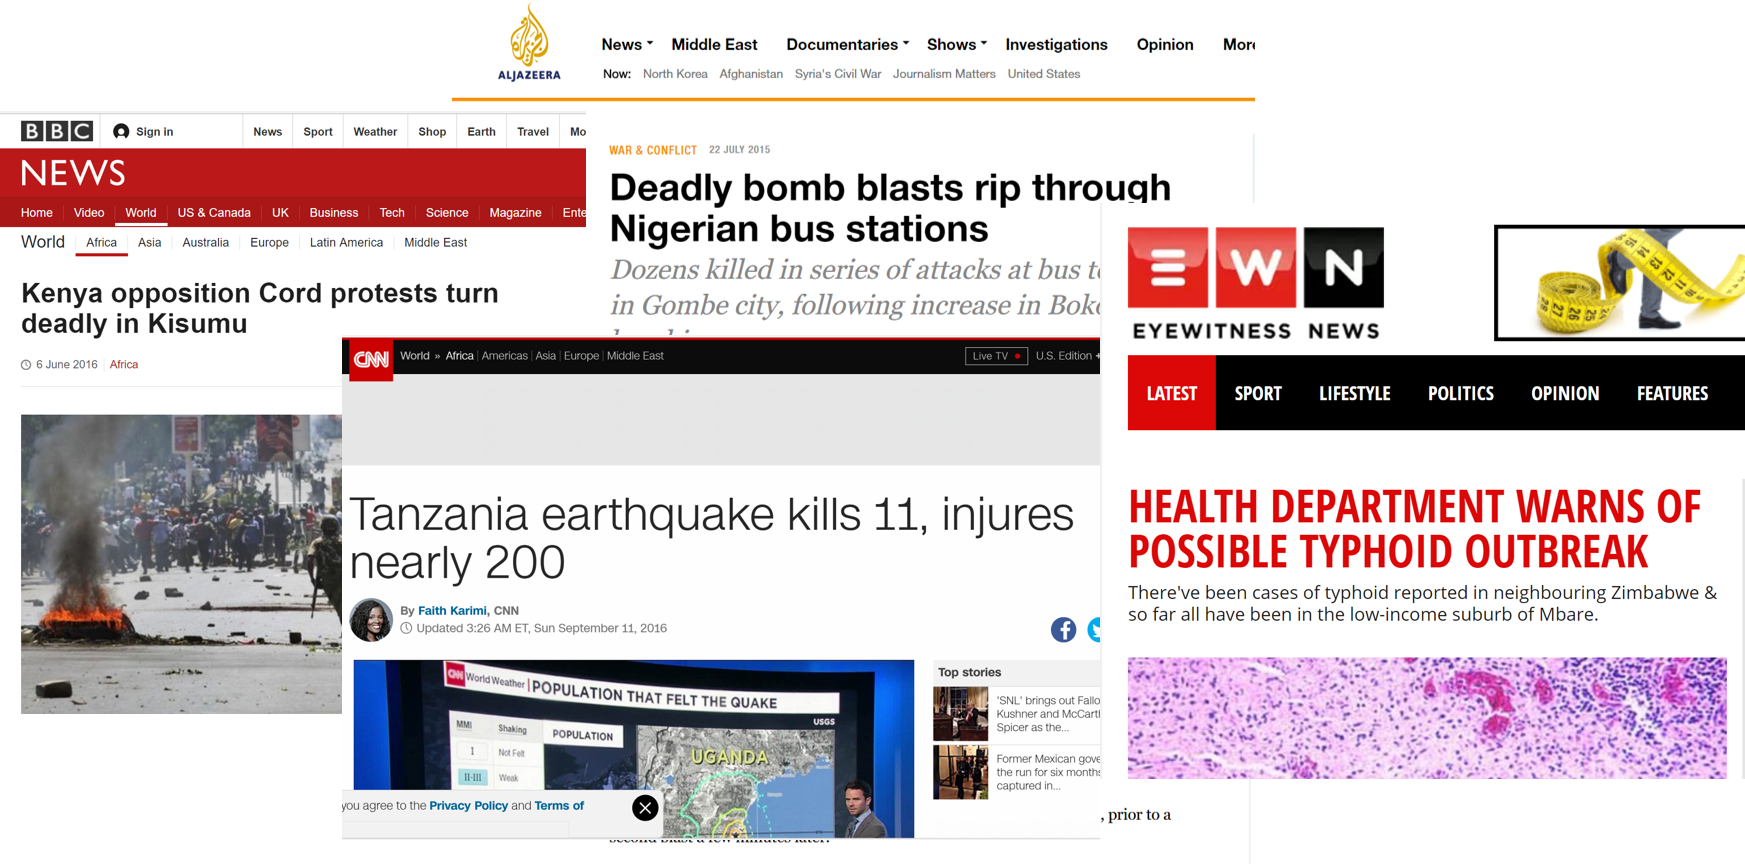 ALJAZEERA
News Middle East Documentaries Shows Investigations Opinion More
Now: North Korea Afghanistan Syria's Civil War Journalism Matters United States
WAR & CONFLICT 22 JULY 2015
Deadly bomb blasts rip through
Nigerian bus stations
Dozens killed in series of attacks at bus
in Gombe city, following increase in
, prior to a
second blast a few minutes later.
BBC Sign in News Sport Weather Shop Earth Travel Mo
NEWS
Home Video World US & Canada UK Business Tech Science Magazine Ente
World Africa Asia Australia Europe Latin America Middle East
Kenya opposition Cord protests turn
deadly in Kisumu
6 June 2016 Africa
CNN World » Africa Americas Asia Europe Middle East Live TV U.S. Edition +
Tanzania earthquake kills 11, injures
nearly 200
By Faith Karimi, CNN
Updated 3:26 AM ET, Sun September 11, 2016
CNN World Weather POPULATION THAT FELT THE QUAKE
USGS
MMI Shaking POPULATION
I Not Felt
II-III Weak
UGANDA
you agree to the Privacy Policy and Terms of
Top stories
'SNL' brings out Fallo
Kushner and McCart
Spicer as the...
Former Mexican gove
the run for six months
captured in...
EWN
EYEWITNESS NEWS
LATEST SPORT LIFESTYLE POLITICS OPINION FEATURES
HEALTH DEPARTMENT WARNS OF
POSSIBLE TYPHOID OUTBREAK
There've been cases of typhoid reported in neighbouring Zimbabwe &
so far all have been in the low-income suburb of Mbare.